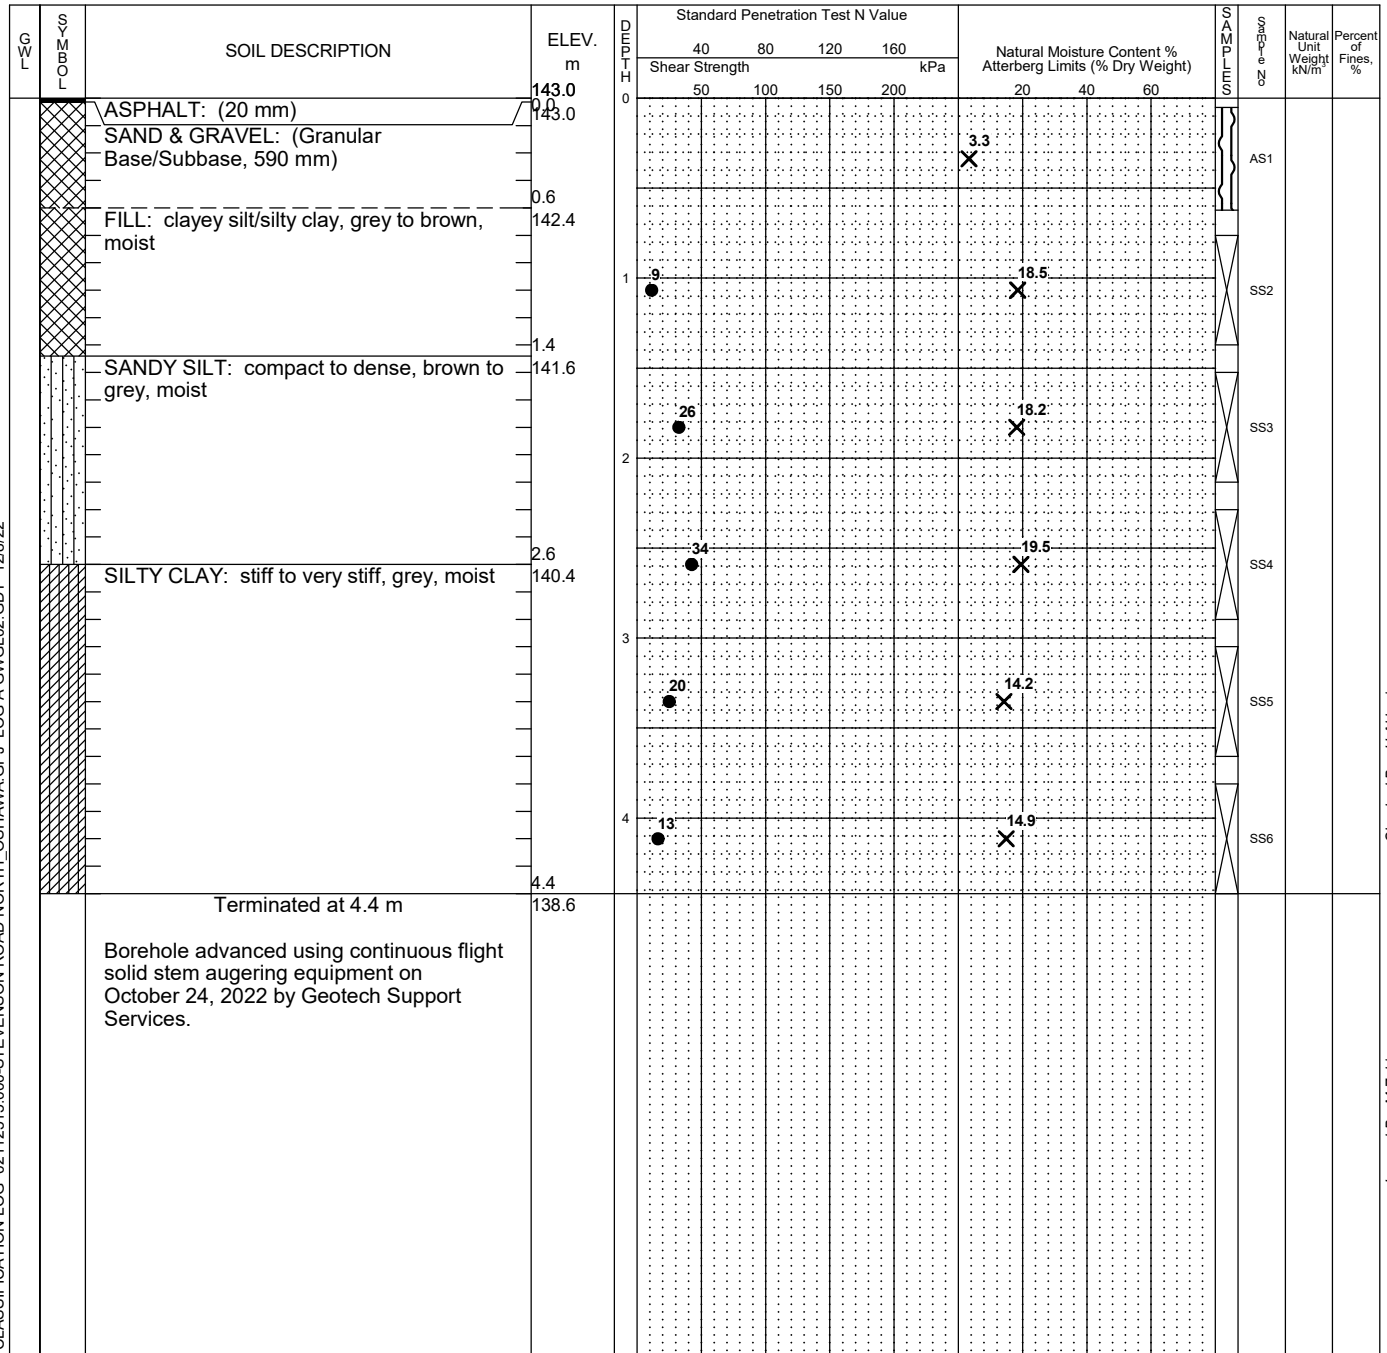 GWL
SYMBOL
SOIL DESCRIPTION
ELEV.
m
143.0
DEPTH
Standard Penetration Test N Value
40 80 120 160
Shear Strength kPa
50 100 150 200
Natural Moisture Content %
Atterberg Limits (% Dry Weight)
20 40 60
SAMPLES
Sample No
Natural
Unit
Weight
kN/m³
Percent
of
Fines,
%
0
ASPHALT: (20 mm)
0.0
143.0
SAND & GRAVEL: (Granular
Base/Subbase, 590 mm)
3.3
AS1
0.6
FILL: clayey silt/silty clay, grey to brown,
moist
142.4
1
9
18.5
SS2
1.4
SANDY SILT: compact to dense, brown to
grey, moist
141.6
26
18.2
SS3
2
2.6
34
19.5
SS4
SILTY CLAY: stiff to very stiff, grey, moist
140.4
3
20
14.2
SS5
4
13
14.9
SS6
4.4
Terminated at 4.4 m
138.6
Borehole advanced using continuous flight
solid stem augering equipment on
October 24, 2022 by Geotech Support
Services.